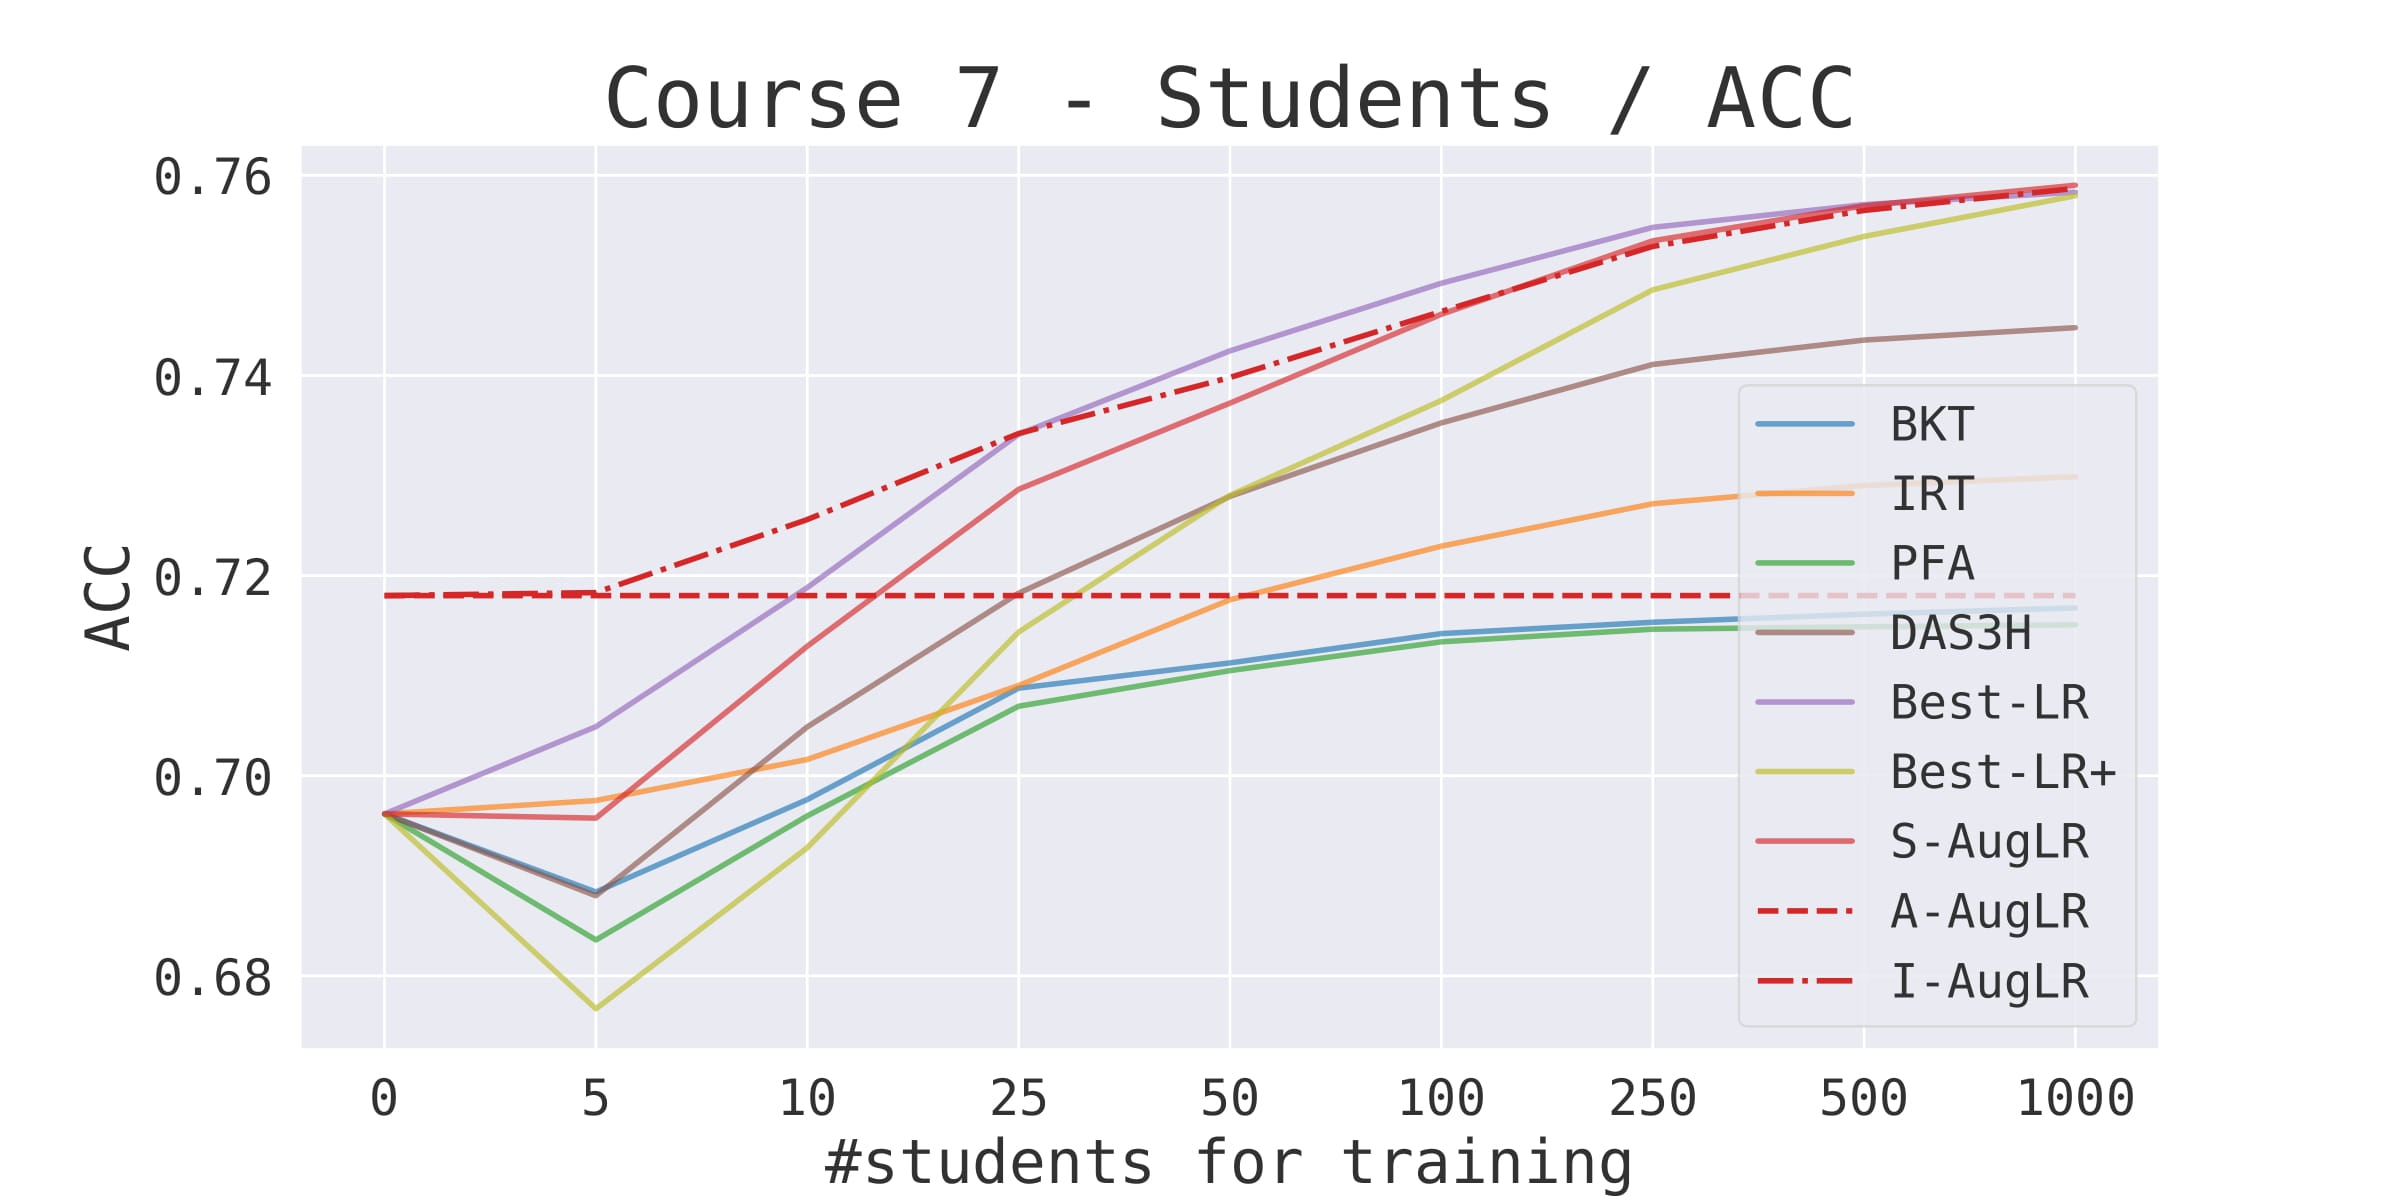 Course 7 - Students / ACC
0.76
0.74
0.72
0.70
0.68
ACC
BKT
IRT
PFA
DAS3H
Best-LR
Best-LR+
S-AugLR
A-AugLR
I-AugLR
0 5 10 25 50 100 250 500 1000
#students for training